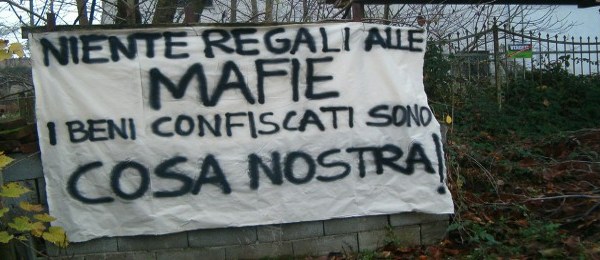 NIENTE REGALI ALLE
MAFIE
I BENI CONFISCATI SONO
COSA NOSTRA!